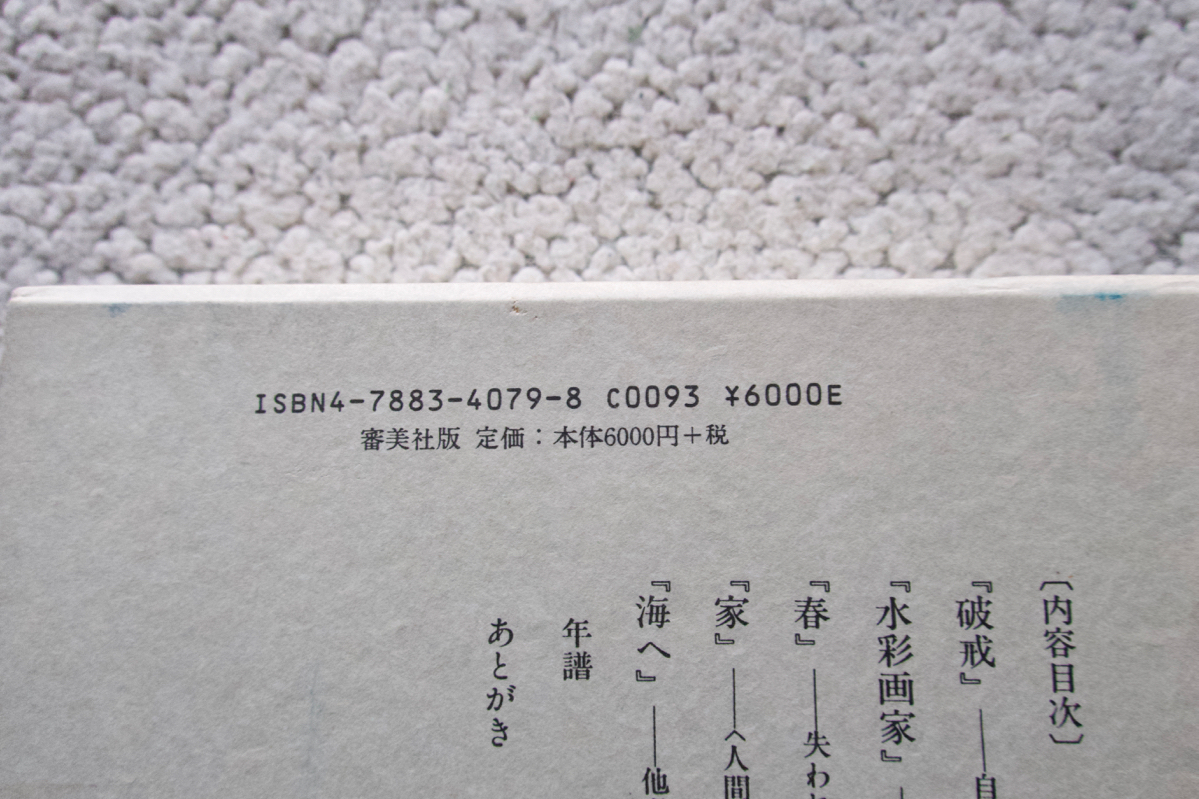 ISBN4-7883-4079-8 C0093 ¥6000E
審美社版 定価：本体6000円＋税
〔内容目次〕
『破戒』――自
『水彩画家』―
『春』――失われ
『家』――〈人間
『海へ』――他
年譜
あとがき